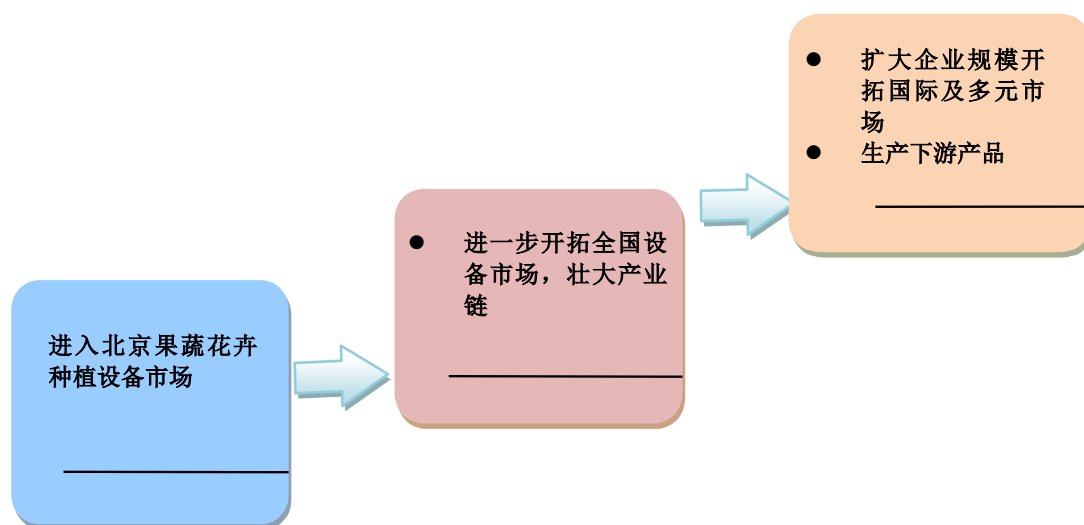 进入北京果蔬花卉
种植设备市场
● 进一步开拓全国设
备市场，壮大产业
链
● 扩大企业规模开
拓国际及多元市
场
● 生产下游产品